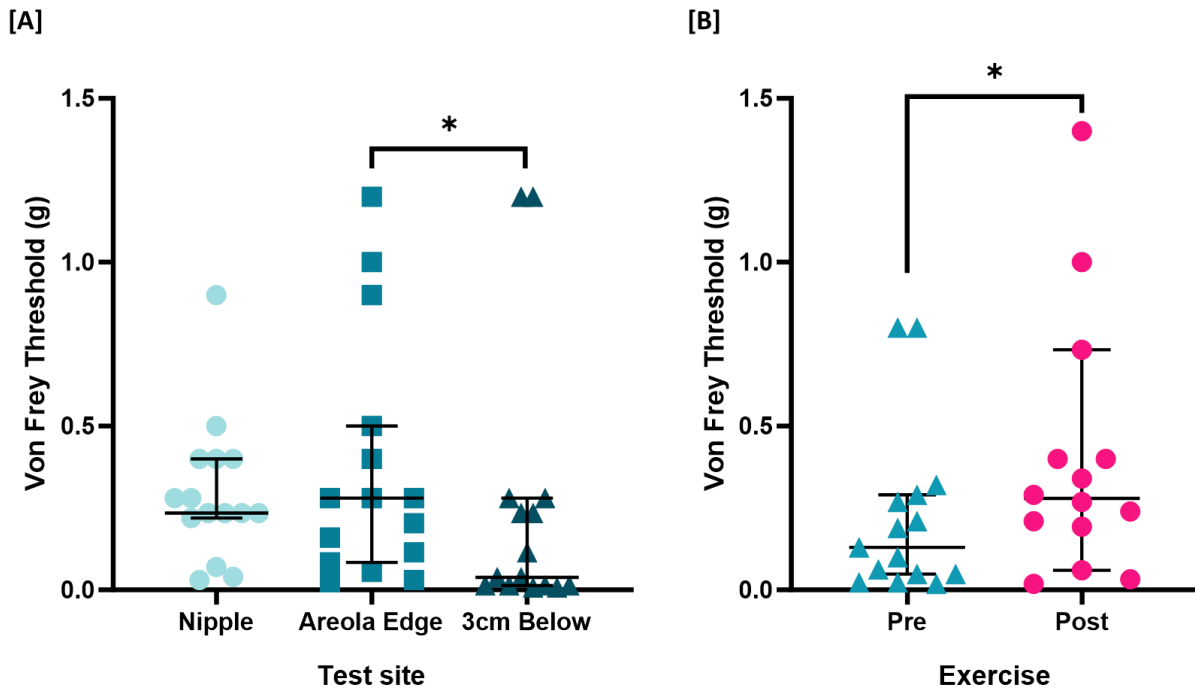 [A]
Von Frey Threshold (g)
1.5
1.0
0.5
0.0
*
Nipple
Areola Edge
3cm Below
Test site
[B]
Von Frey Threshold (g)
1.5
1.0
0.5
0.0
*
Pre
Post
Exercise